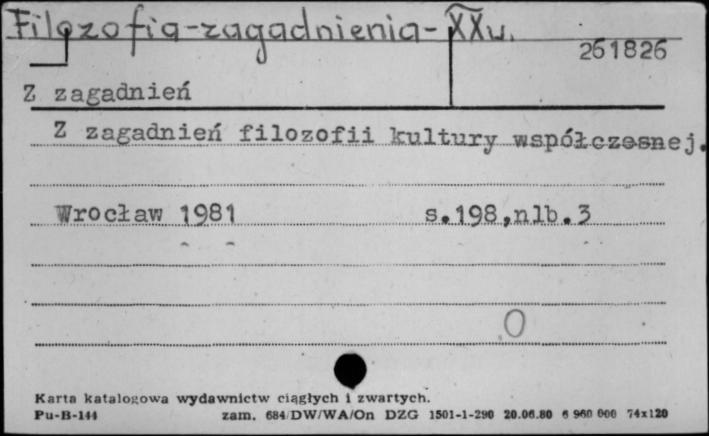 Filozofia-zagadnienia-XXw.
261826
Z zagadnień
Z zagadnień filozofii kultury współczesnej.
Wrocław 1981 s.198,nlb.3
O
Karta katalogowa wydawnictw ciągłych i zwartych.
Pu-B-144 zam. 684/DW/WA/On DZG 1501-1-290 20.06.80 6 960 000 74x120